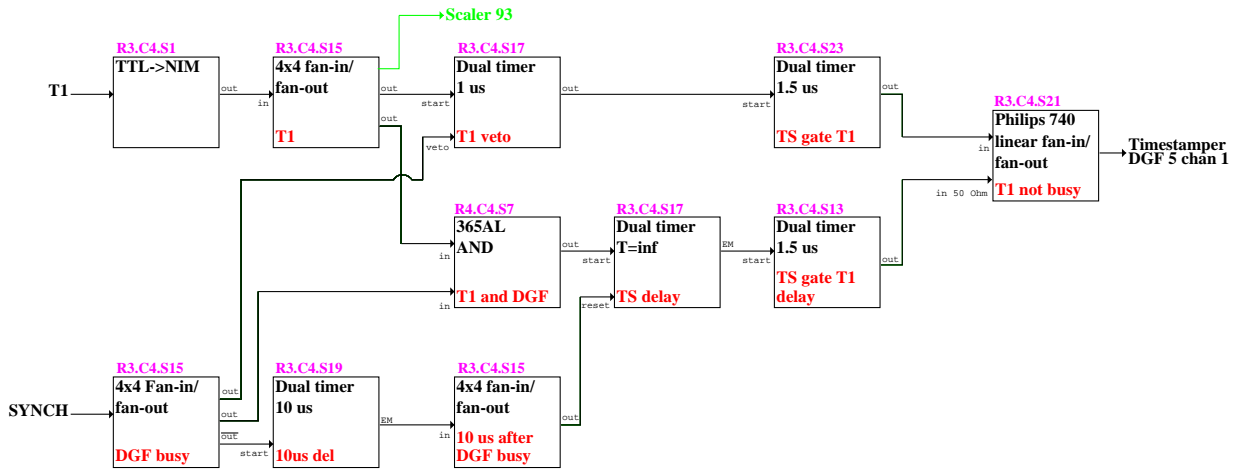 Scaler 93
R3.C4.S1
TTL->NIM
T1
out
R3.C4.S15
4x4 fan-in/
fan-out
T1
in
out
out
R3.C4.S17
Dual timer
1 us
T1 veto
start
veto
out
R3.C4.S23
Dual timer
1.5 us
TS gate T1
start
out
R3.C4.S21
Philips 740
linear fan-in/
fan-out
T1 not busy
in
in 50 Ohm
Timestamper
DGF 5 chan 1
R4.C4.S7
365AL
AND
T1 and DGF
in
in
out
R3.C4.S17
Dual timer
T=inf
TS delay
start
reset
EM
R3.C4.S13
Dual timer
1.5 us
TS gate T1
delay
start
out
SYNCH
R3.C4.S15
4x4 Fan-in/
fan-out
DGF busy
out
out
out
R3.C4.S19
Dual timer
10 us
10us del
start
EM
R3.C4.S15
4x4 fan-in/
fan-out
10 us after
DGF busy
in
out